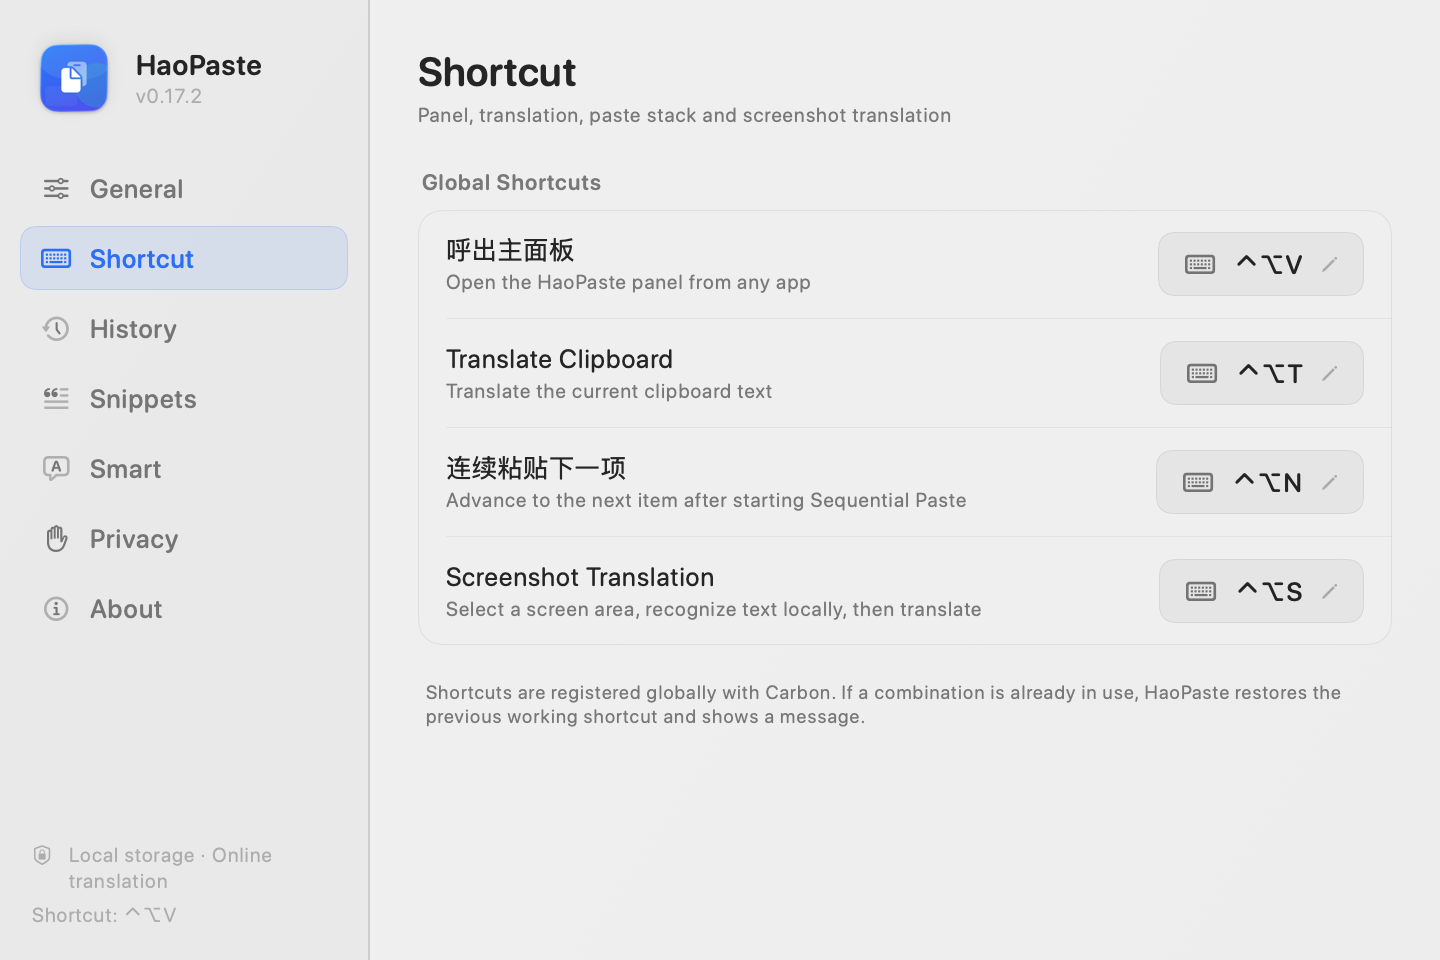 HaoPaste
v0.17.2
General
Shortcut
History
Snippets
Smart
Privacy
About
Local storage · Online
translation
Shortcut: ⌃⌥V
Shortcut
Panel, translation, paste stack and screenshot translation
Global Shortcuts
呼出主面板
Open the HaoPaste panel from any app
⌃⌥V
Translate Clipboard
Translate the current clipboard text
⌃⌥T
连续粘贴下一项
Advance to the next item after starting Sequential Paste
⌃⌥N
Screenshot Translation
Select a screen area, recognize text locally, then translate
⌃⌥S
Shortcuts are registered globally with Carbon. If a combination is already in use, HaoPaste restores the
previous working shortcut and shows a message.